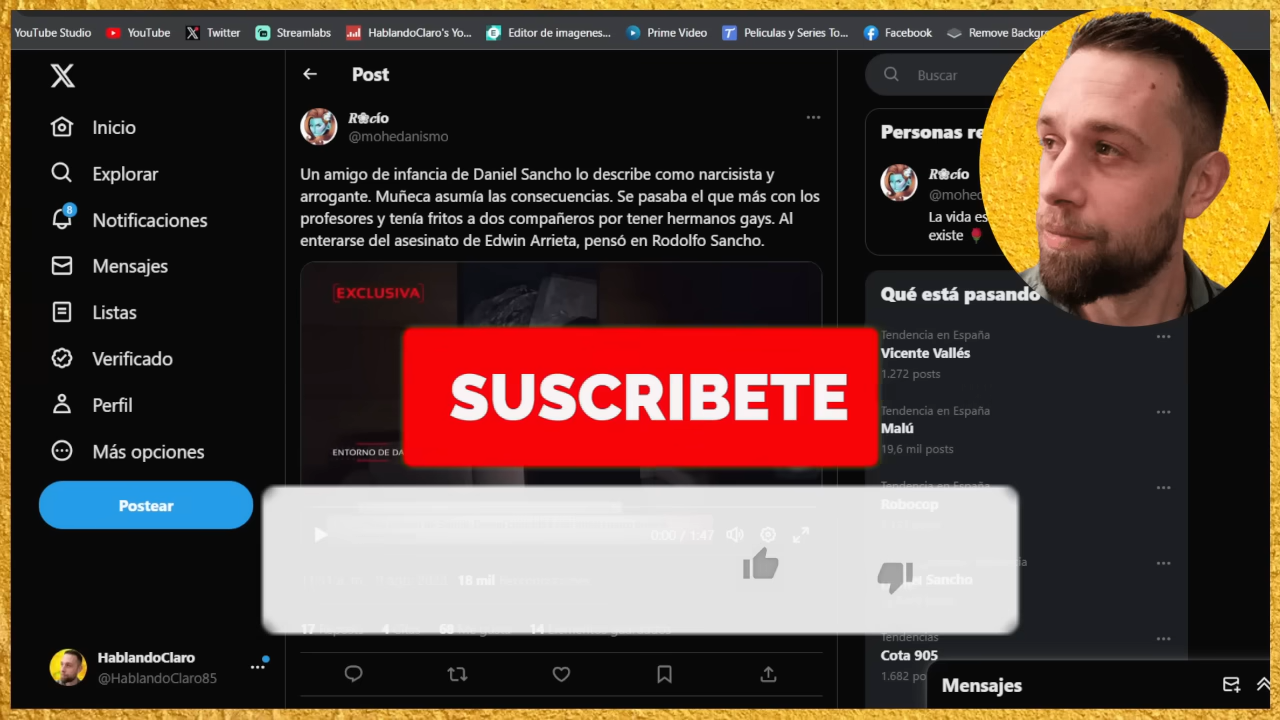 YouTube Studio
YouTube
Twitter
Streamlabs
HablandoClaro's Yo...
Editor de imagenes...
Prime Video
Peliculas y Series To...
Facebook
Remove Backgr
Inicio
Explorar
8
Notificaciones
Mensajes
Listas
Verificado
Perfil
Más opciones
Postear
HablandoClaro
@HablandoClaro85
Post
R❀cío
@mohedanismo
Un amigo de infancia de Daniel Sancho lo describe como narcisista y
arrogante. Muñeca asumía las consecuencias. Se pasaba el que más con los
profesores y tenía fritos a dos compañeros por tener hermanos gays. Al
enterarse del asesinato de Edwin Arrieta, pensó en Rodolfo Sancho.
EXCLUSIVA
SUSCRIBETE
ENTORNO DE DA
0:00 / 1:47
18 mil
17
4
68
14
Buscar
Personas re
R❀cío
@mohed
La vida es
existe
Qué está pasando
Tendencia en España
Vicente Vallés
1.272 posts
Tendencia en España
Malú
19,6 mil posts
Tendencia en España
Robocop
Sancho
Tendencias
Cota 905
1.682 po
Mensajes